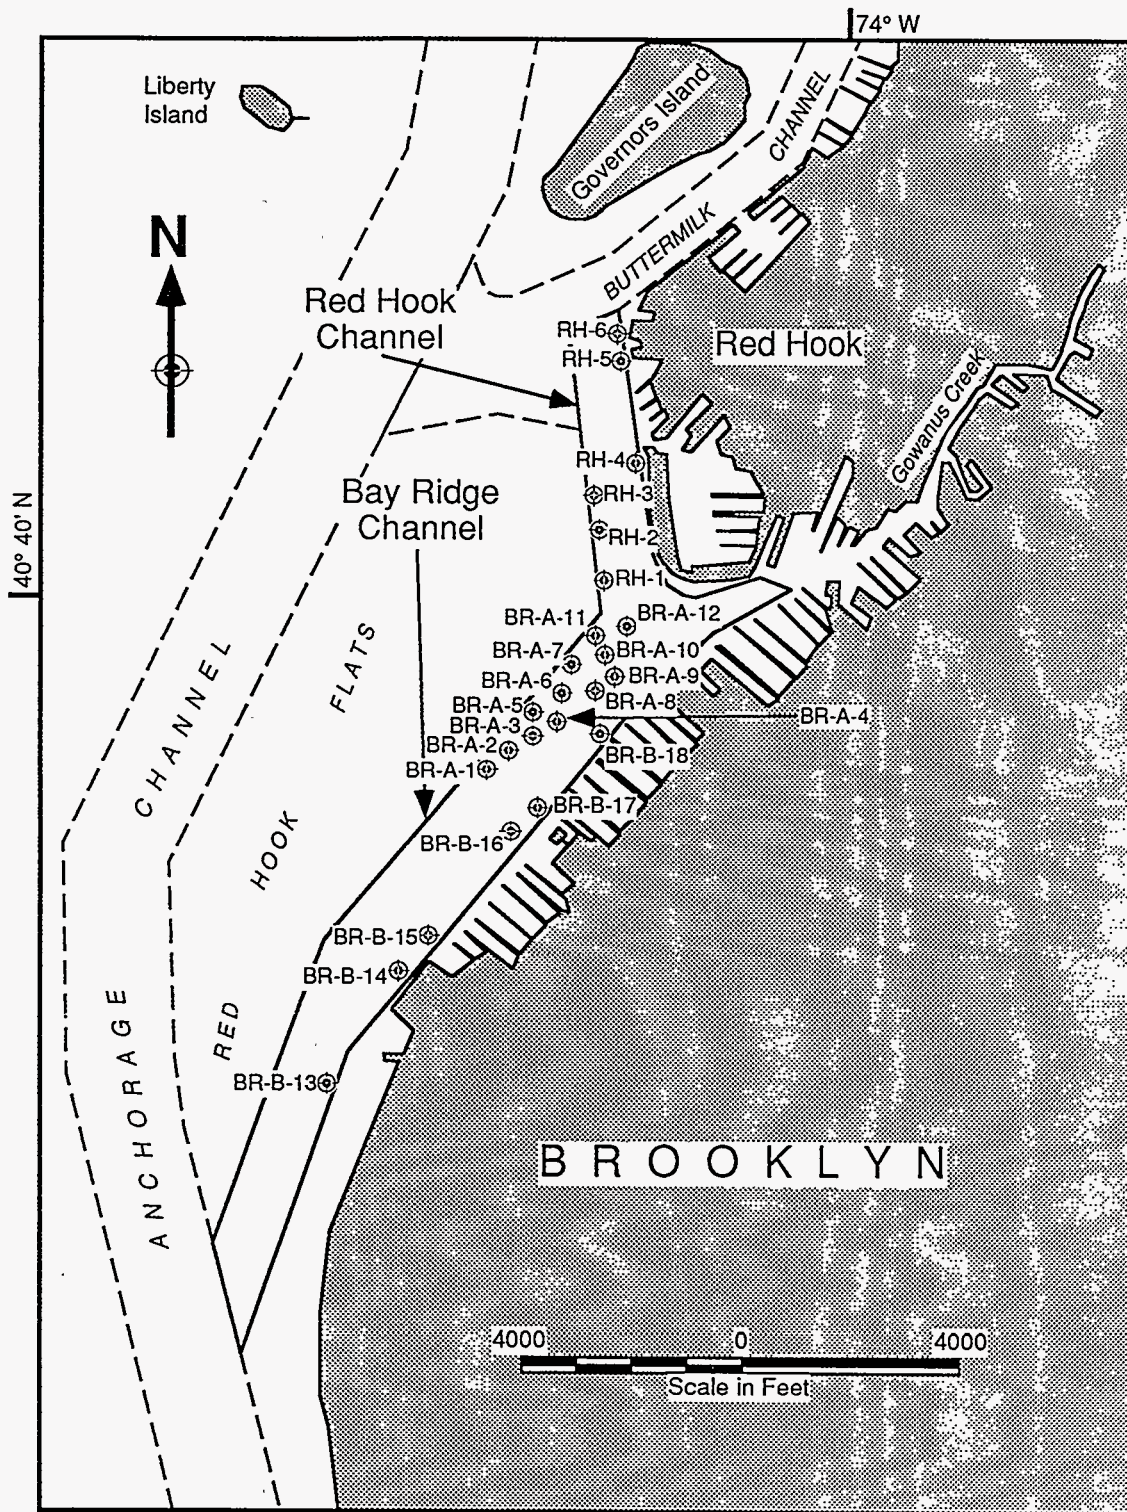 74° W
Liberty
Island
Governors Island
CHANNEL
BUTTERMILK
N
Red Hook
Channel
RH-6
RH-5
Red Hook
Gowanus Creek
RH-4
Bay Ridge
Channel
RH-3
RH-2
40° 40' N
RH-1
BR-A-11
BR-A-12
BR-A-7
BR-A-10
BR-A-6
BR-A-9
BR-A-5
BR-A-8
BR-A-3
BR-A-4
BR-A-2
BR-B-18
BR-A-1
BR-B-17
BR-B-16
FLATS
HOOK
RED
CHANNEL
ANCHORAGE
BR-B-15
BR-B-14
BR-B-13
BROOKLYN
4000 0 4000
Scale in Feet